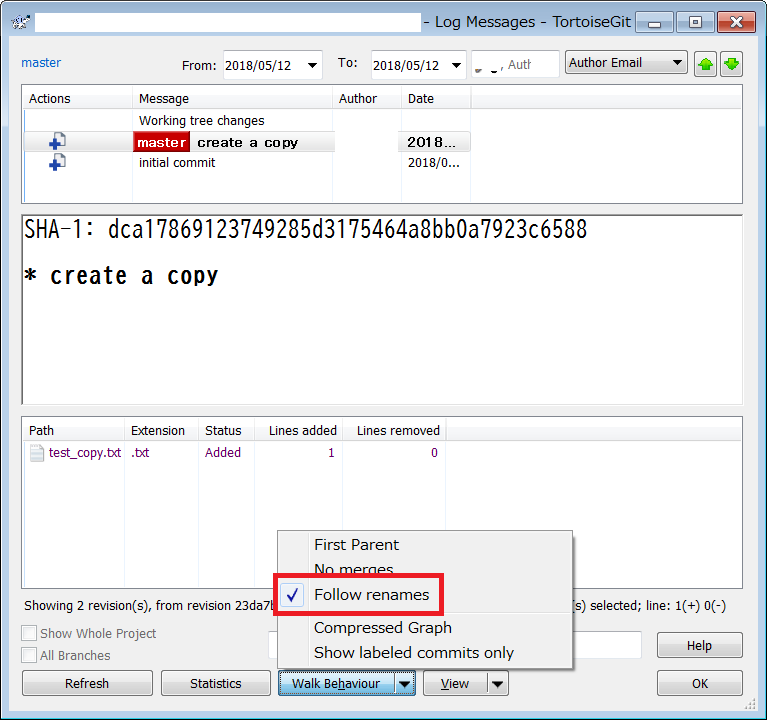 - Log Messages - TortoiseGit
master From: 2018/05/12 To: 2018/05/12 , Auth Author Email
Actions Message Author Date
Working tree changes
master create a copy 2018...
initial commit 2018/0...
SHA-1: dca17869123749285d3175464a8bb0a7923c6588
* create a copy
Path Extension Status Lines added Lines removed
test_copy.txt .txt Added 1 0
First Parent
No merges
Follow renames
Compressed Graph
Show labeled commits only
Showing 2 revision(s), from revision 23da7 (s) selected; line: 1(+) 0(-)
Show Whole Project
All Branches
Help
Refresh Statistics Walk Behaviour View OK